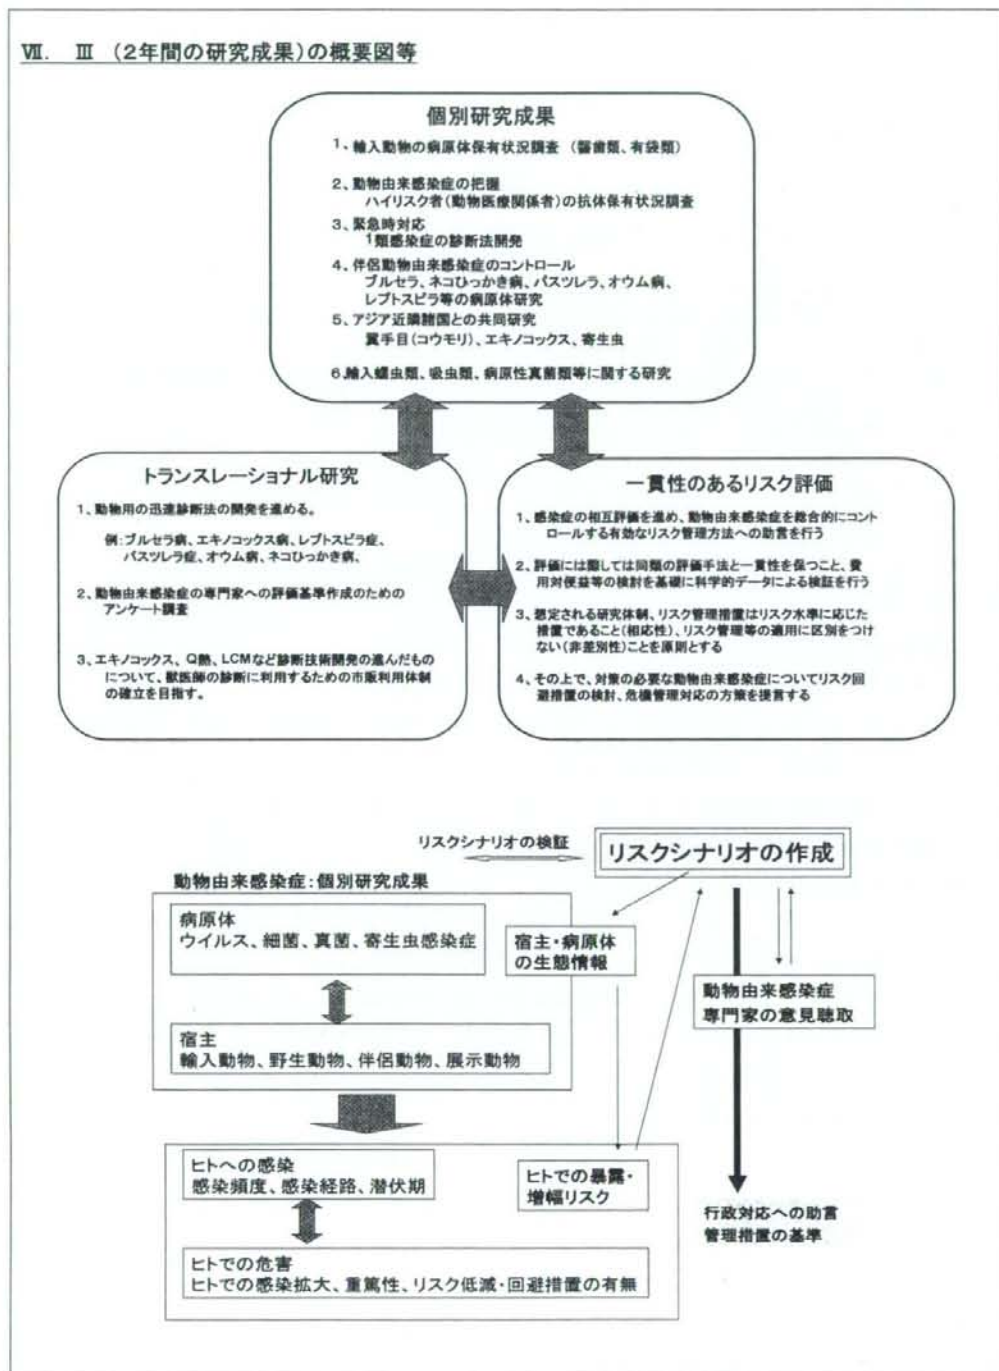 Ⅶ. Ⅲ (2年間の研究成果)の概要図等
個別研究成果
1、輸入動物の病原体保有状況調査 (齧歯類、有袋類)
2、動物由来感染症の把握
ハイリスク者(動物医療関係者)の抗体保有状況調査
3、緊急時対応
1類感染症の診断法開発
4、伴侶動物由来感染症のコントロール
ブルセラ、ネコひっかき病、パスツレラ、オウム病、
レプトスピラ等の病原体研究
5、アジア近隣諸国との共同研究
翼手目(コウモリ)、エキノコックス、寄生虫
6.輸入蠕虫類、吸虫類、病原性真菌類等に関する研究
トランスレーショナル研究
1、動物用の迅速診断法の開発を進める。
例:ブルセラ病、エキノコックス病、レプトスピラ症、
パスツレラ症、オウム病、ネコひっかき病、
2、動物由来感染症の専門家への評価基準作成のための
アンケート調査
3、エキノコックス、Q熱、LCMなど診断技術開発の進んだもの
について、獣医師の診断に利用するための市販利用体制
の確立を目指す。
一貫性のあるリスク評価
1、感染症の相互評価を進め、動物由来感染症を総合的にコント
ロールする有効なリスク管理方法への助言を行う
2、評価には際しては同類の評価手法と一貫性を保つこと、費
用対便益等の検討を基礎に科学的データによる検証を行う
3、想定される研究体制、リスク管理措置はリスク水準に応じた
措置であること(相応性)、リスク管理等の適用に区別をつけ
ない(非差別性)ことを原則とする
4、その上で、対策の必要な動物由来感染症についてリスク回
避措置の検討、危機管理対応の方策を提言する
リスクシナリオの検証
リスクシナリオの作成
動物由来感染症:個別研究成果
病原体
ウイルス、細菌、真菌、寄生虫感染症
宿主・病原体
の生態情報
動物由来感染症
専門家の意見聴取
宿主
輸入動物、野生動物、伴侶動物、展示動物
ヒトへの感染
感染頻度、感染経路、潜伏期
ヒトでの暴露・
増幅リスク
行政対応への助言
管理措置の基準
ヒトでの危害
ヒトでの感染拡大、重篤性、リスク低減・回避措置の有無